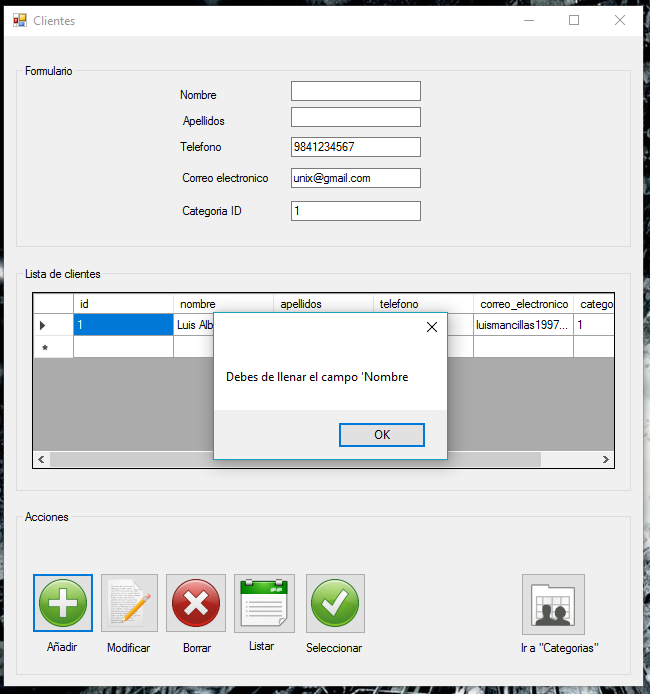 Clientes
Formulario
Nombre
Apellidos
Telefono 9841234567
Correo electronico unix@gmail.com
Categoria ID 1
Lista de clientes
id nombre apellidos telefono correo_electronico catego
1 Luis Alb luismancillas1997... 1
Debes de llenar el campo 'Nombre
OK
Acciones
Añadir Modificar Borrar Listar Seleccionar Ir a "Categorias"